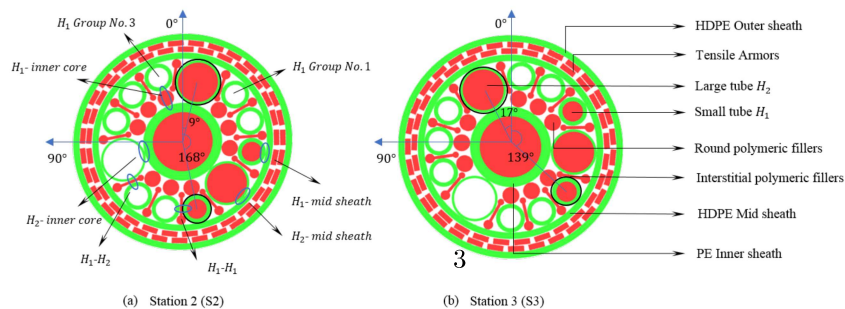 0°
H₁ Group No. 3
H₁- inner core
H₁ Group No. 1
9°
90°
168°
H₂- inner core
H₁-H₂
H₁-H₁
H₁- mid sheath
H₂- mid sheath
(a) Station 2 (S2)
0°
17°
90°
139°
3
HDPE Outer sheath
Tensile Armors
Large tube H₂
Small tube H₁
Round polymeric fillers
Interstitial polymeric fillers
HDPE Mid sheath
PE Inner sheath
(b) Station 3 (S3)